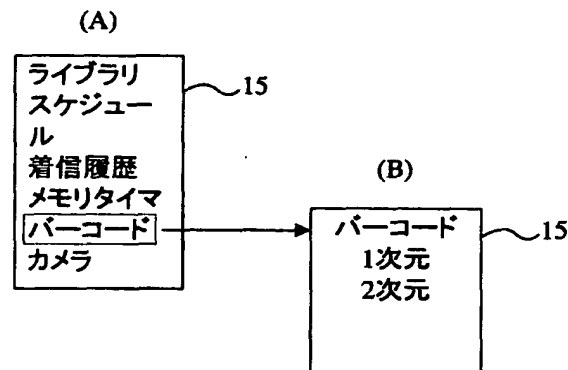 (A)
ライブラリ
スケジュー
ル
着信履歴
メモリタイマ
バーコード
カメラ
15
(B)
バーコード
1次元
2次元
15